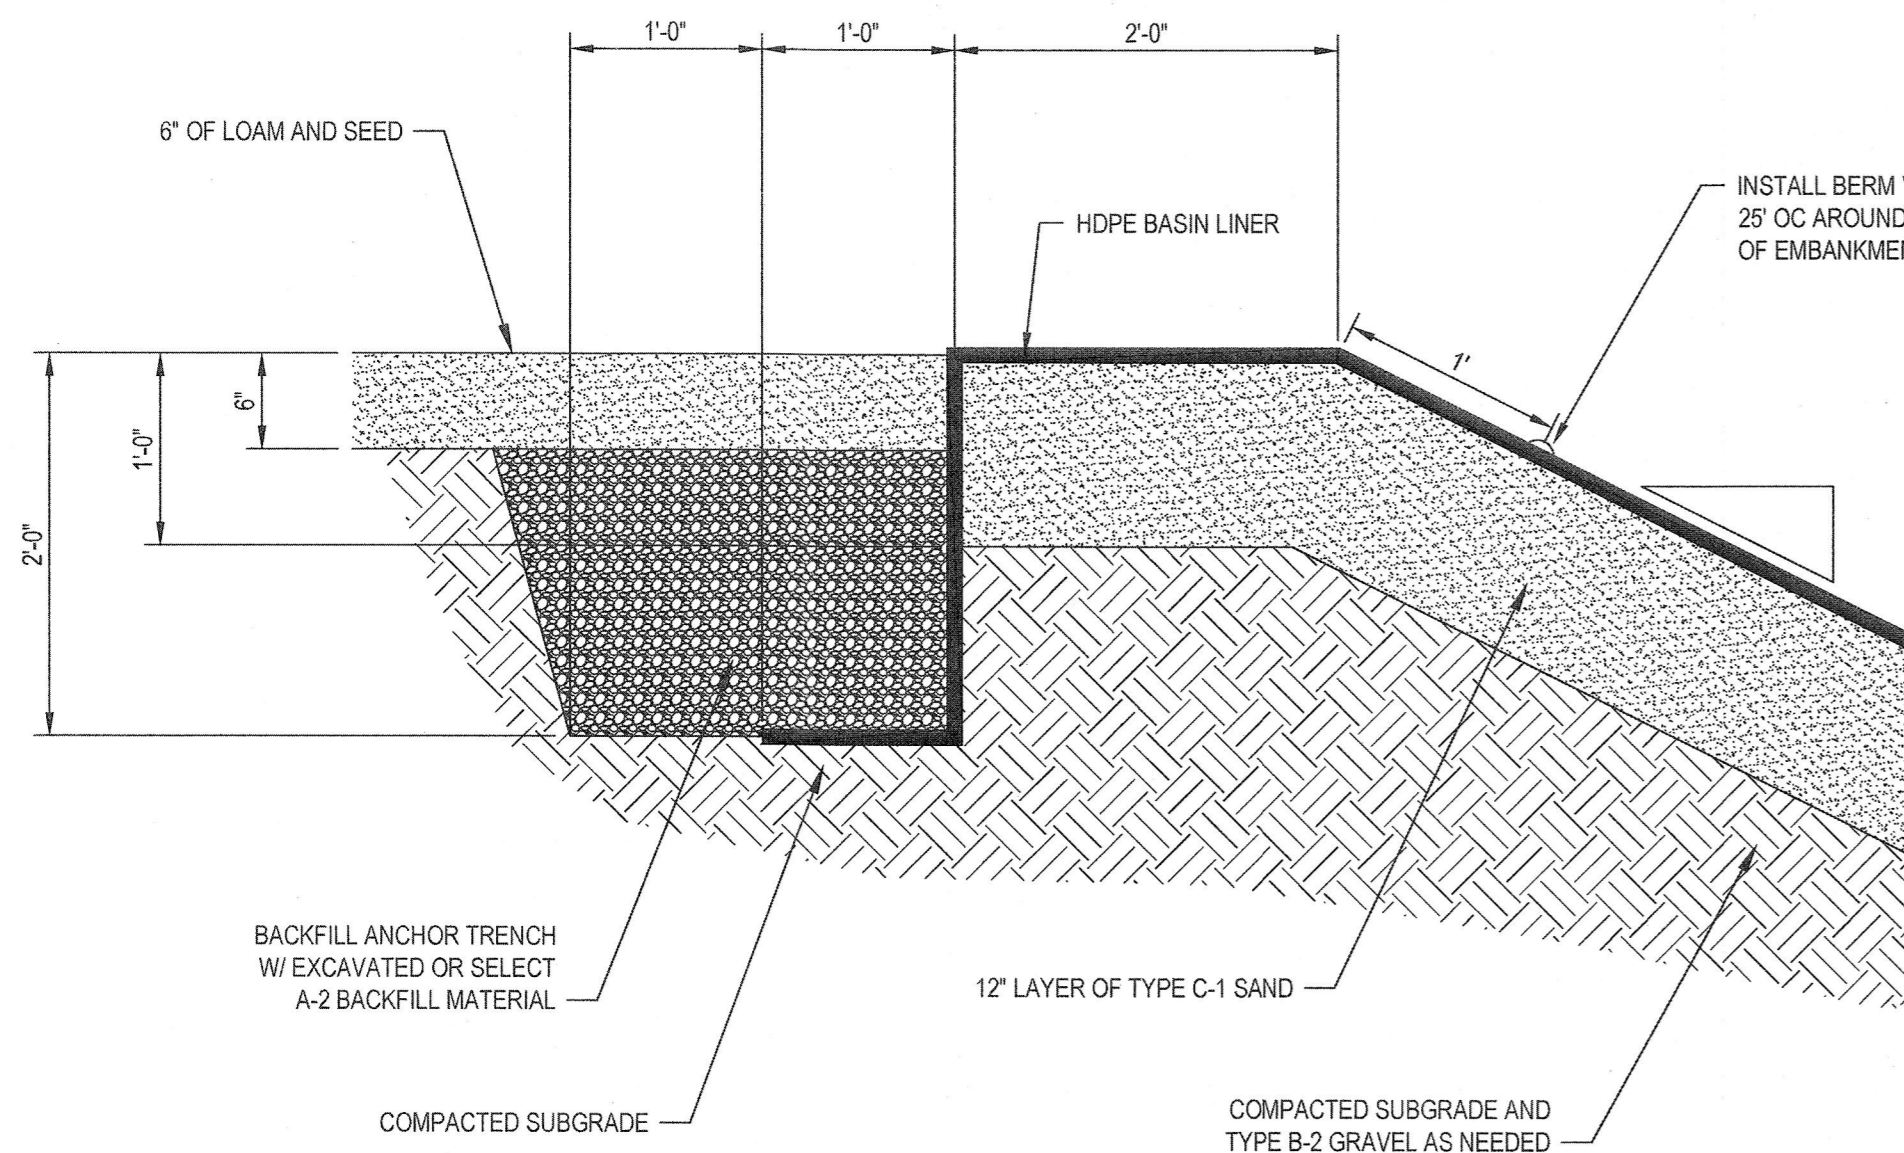 1'-0"
1'-0"
2'-0"
6" OF LOAM AND SEED
HDPE BASIN LINER
INSTALL BERM
25' OC AROUND
OF EMBANKME
1'
6"
1'-0"
2'-0"
BACKFILL ANCHOR TRENCH
W/ EXCAVATED OR SELECT
A-2 BACKFILL MATERIAL
12" LAYER OF TYPE C-1 SAND
COMPACTED SUBGRADE
COMPACTED SUBGRADE AND
TYPE B-2 GRAVEL AS NEEDED